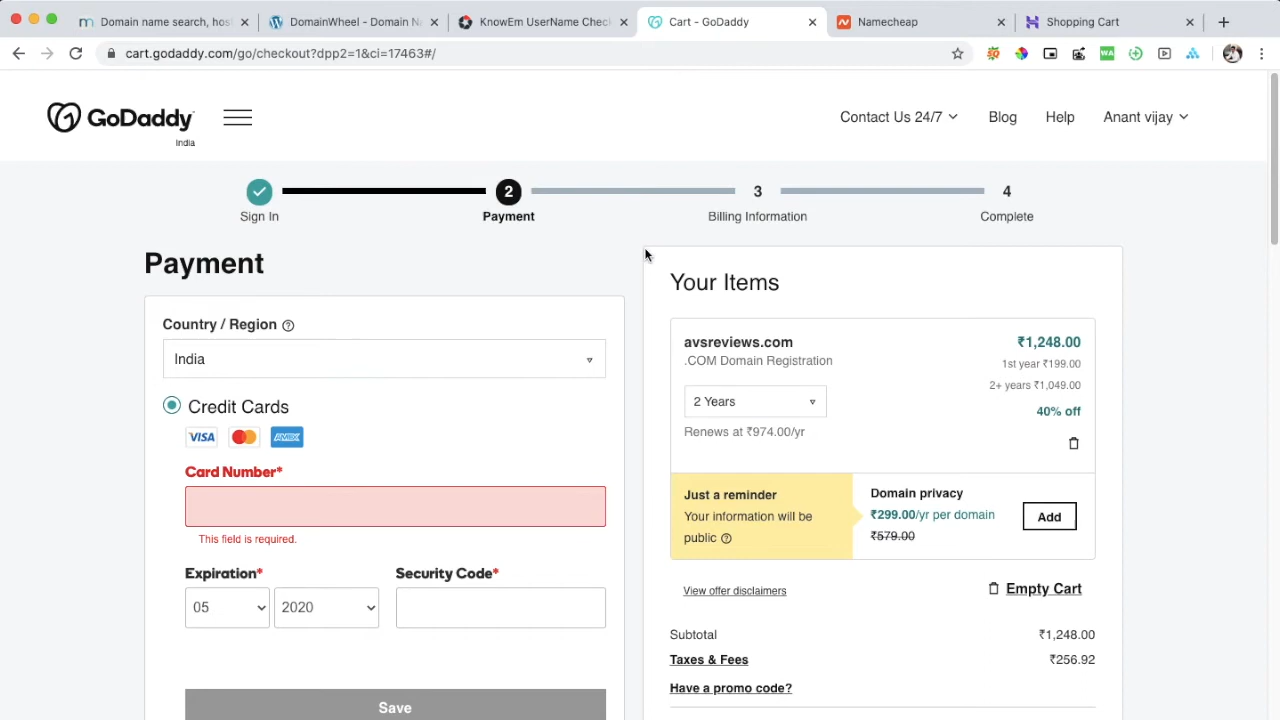 Domain name search, hos
DomainWheel - Domain Na
KnowEm UserName Check
Cart - GoDaddy
Namecheap
Shopping Cart
cart.godaddy.com/go/checkout?dpp2=1&ci=17463#/
GoDaddy
India
Contact Us 24/7
Blog
Help
Anant vijay
2
3
4
Sign In
Payment
Billing Information
Complete
Payment
Country / Region
India
Credit Cards
VISA
AMEX
Card Number*
This field is required.
Expiration*
Security Code*
05
2020
Save
Your Items
avsreviews.com
₹1,248.00
.COM Domain Registration
1st year ₹199.00
2+ years ₹1,049.00
2 Years
40% off
Renews at ₹974.00/yr
Just a reminder
Your information will be
public
Domain privacy
₹299.00/yr per domain
₹579.00
Add
View offer disclaimers
Empty Cart
Subtotal
₹1,248.00
Taxes & Fees
₹256.92
Have a promo code?